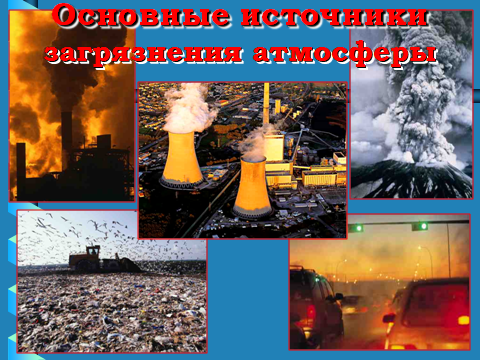 Основные источники
загрязнения атмосферы